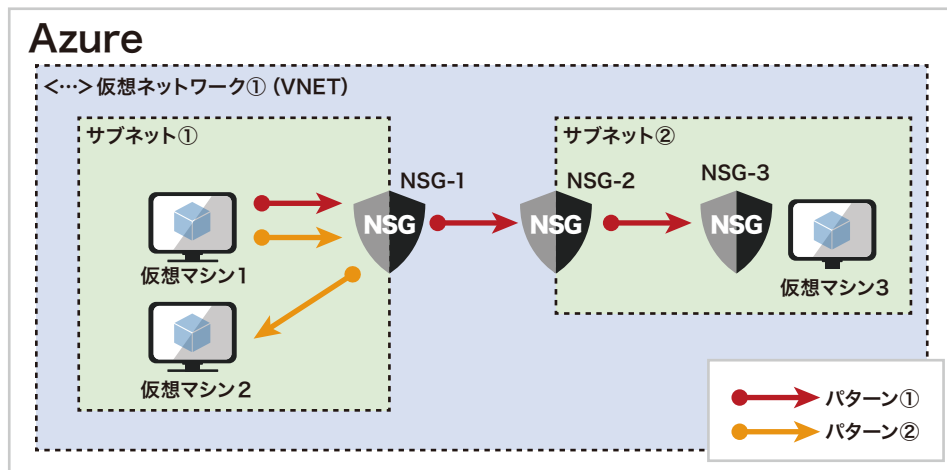 Azure
<…>仮想ネットワーク①(VNET)
サブネット①
サブネット②
NSG-1
NSG-2
NSG-3
NSG
NSG
NSG
仮想マシン1
仮想マシン3
仮想マシン2
パターン①
パターン②